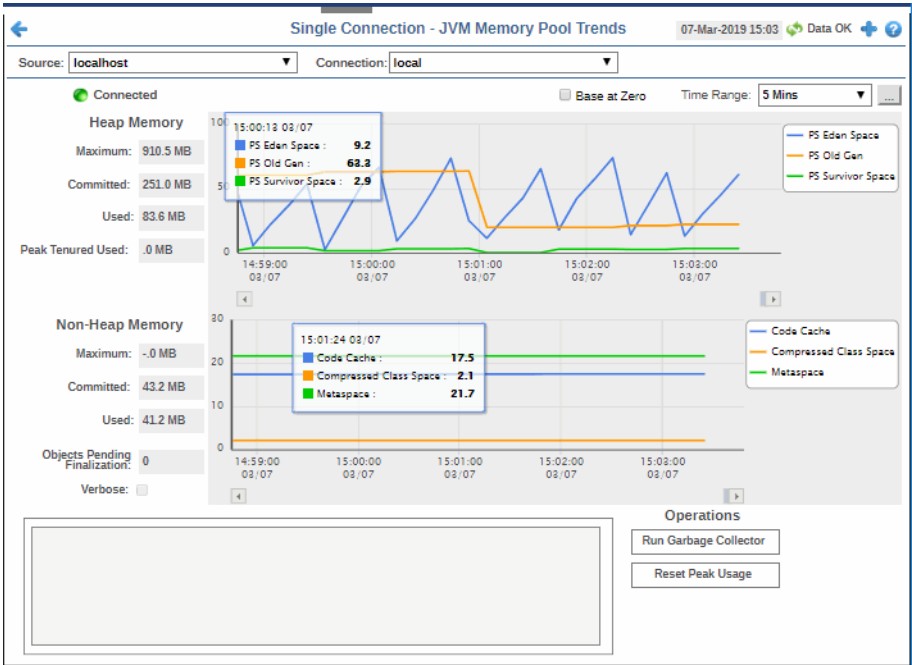 Single Connection - JVM Memory Pool Trends
07-Mar-2019 15:03 Data OK
Source: localhost Connection: local
Connected
Base at Zero Time Range: 5 Mins ...
Heap Memory
Maximum: 910.5 MB
Committed: 251.0 MB
Used: 83.6 MB
Peak Tenured Used: .0 MB
100
50
0
15:00:13 03/07
PS Eden Space : 9.2
PS Old Gen : 63.3
PS Survivor Space : 2.9
PS Eden Space
PS Old Gen
PS Survivor Space
14:59:00 15:00:00 15:01:00 15:02:00 15:03:00
03/07 03/07 03/07 03/07 03/07
Non-Heap Memory
Maximum: -.0 MB
Committed: 43.2 MB
Used: 41.2 MB
Objects Pending
Finalization: 0
Verbose:
30
20
10
0
15:01:24 03/07
Code Cache : 17.5
Compressed Class Space : 2.1
Metaspace : 21.7
Code Cache
Compressed Class Space
Metaspace
14:59:00 15:00:00 15:01:00 15:02:00 15:03:00
03/07 03/07 03/07 03/07 03/07
Operations
Run Garbage Collector
Reset Peak Usage